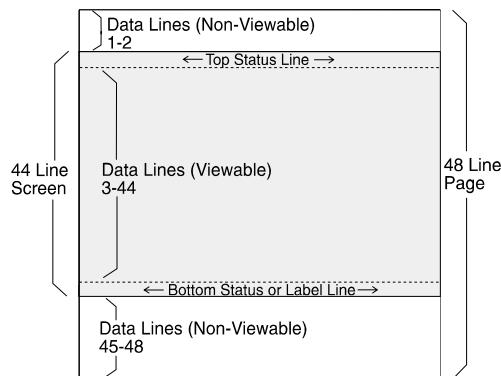 Data Lines (Non-Viewable)
1-2
Top Status Line
44 Line
Screen
Data Lines (Viewable)
3-44
48 Line
Page
Bottom Status or Label Line
Data Lines (Non-Viewable)
45-48